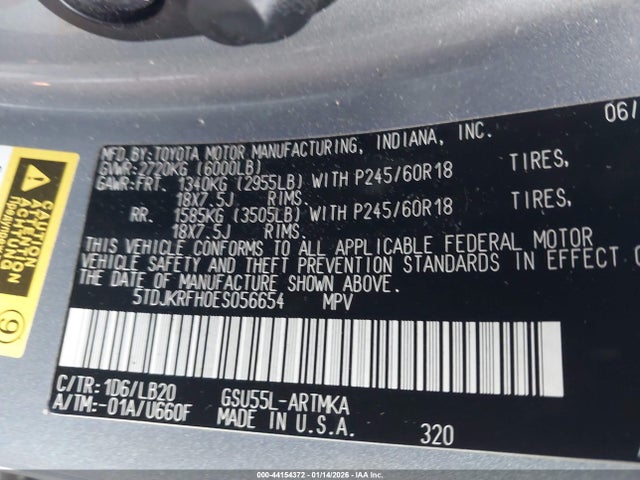 06/
MFD.BY:TOYOTA MOTOR MANUFACTURING, INDIANA, INC.
GVWR:2720KG (6000LB)
GAWR:FRT. 1340KG (2955LB) WITH P245/60R18 TIRES,
18X7.5J RIMS.
RR. 1585KG (3505LB) WITH P245/60R18 TIRES,
18X7.5J RIMS.
THIS VEHICLE CONFORMS TO ALL APPLICABLE FEDERAL MOTOR
VEHICLE SAFETY AND THEFT PREVENTION STANDARDS IN EFFECT
THE DATE OF MANUFACTURE SHOWN ABOVE.
5TDJKRFH0ES056654 MPV
C/TR:1D6/LB20 GSU55L-ARTMKA
A/TM:-01A/U660F MADE IN U.S.A. 320
CAUTION
ACTTENTION
9
000-44154372 | 01/14/2026 | IAA Inc.